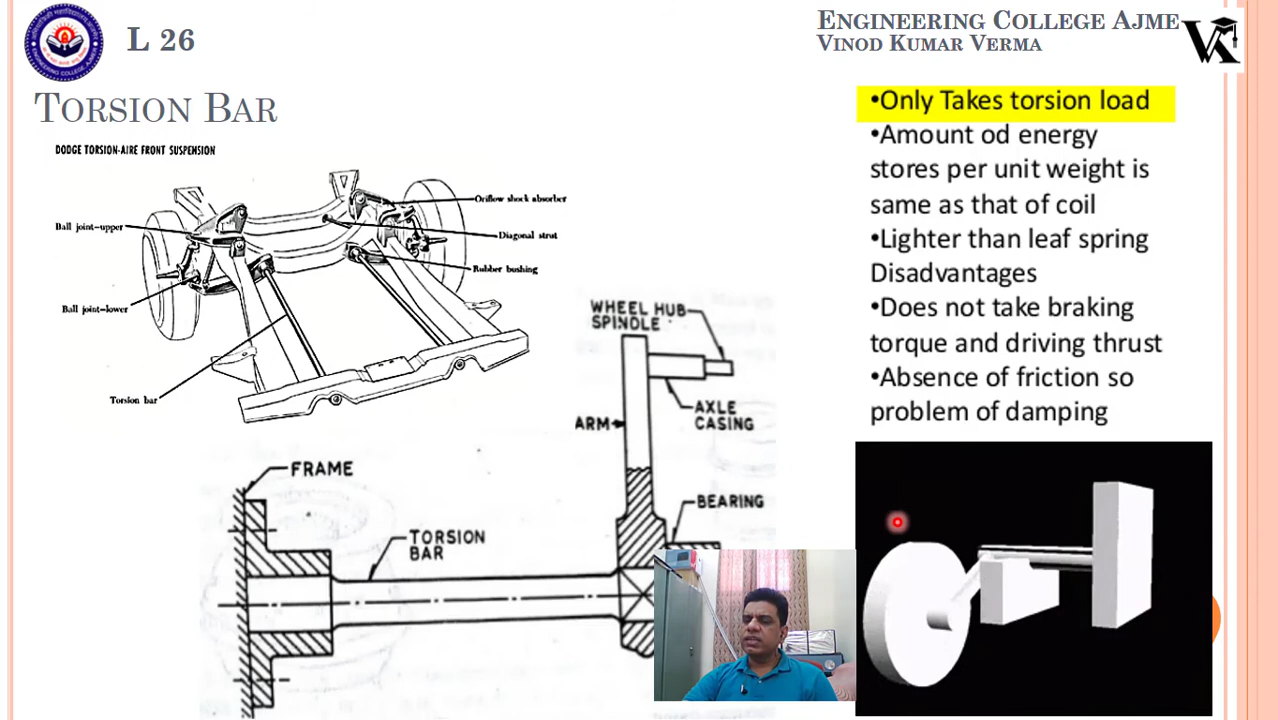 L 26
ENGINEERING COLLEGE AJME
VINOD KUMAR VERMA
TORSION BAR
DODGE TORSION-AIRE FRONT SUSPENSION
Oriflow shock absorber
Ball joint-upper
Diagonal strut
Rubber bushing
Ball joint-lower
Torsion bar
WHEEL HUB
SPINDLE
AXLE
CASING
ARM
FRAME
BEARING
TORSION
BAR
•Only Takes torsion load
•Amount od energy
stores per unit weight is
same as that of coil
•Lighter than leaf spring
Disadvantages
•Does not take braking
torque and driving thrust
•Absence of friction so
problem of damping